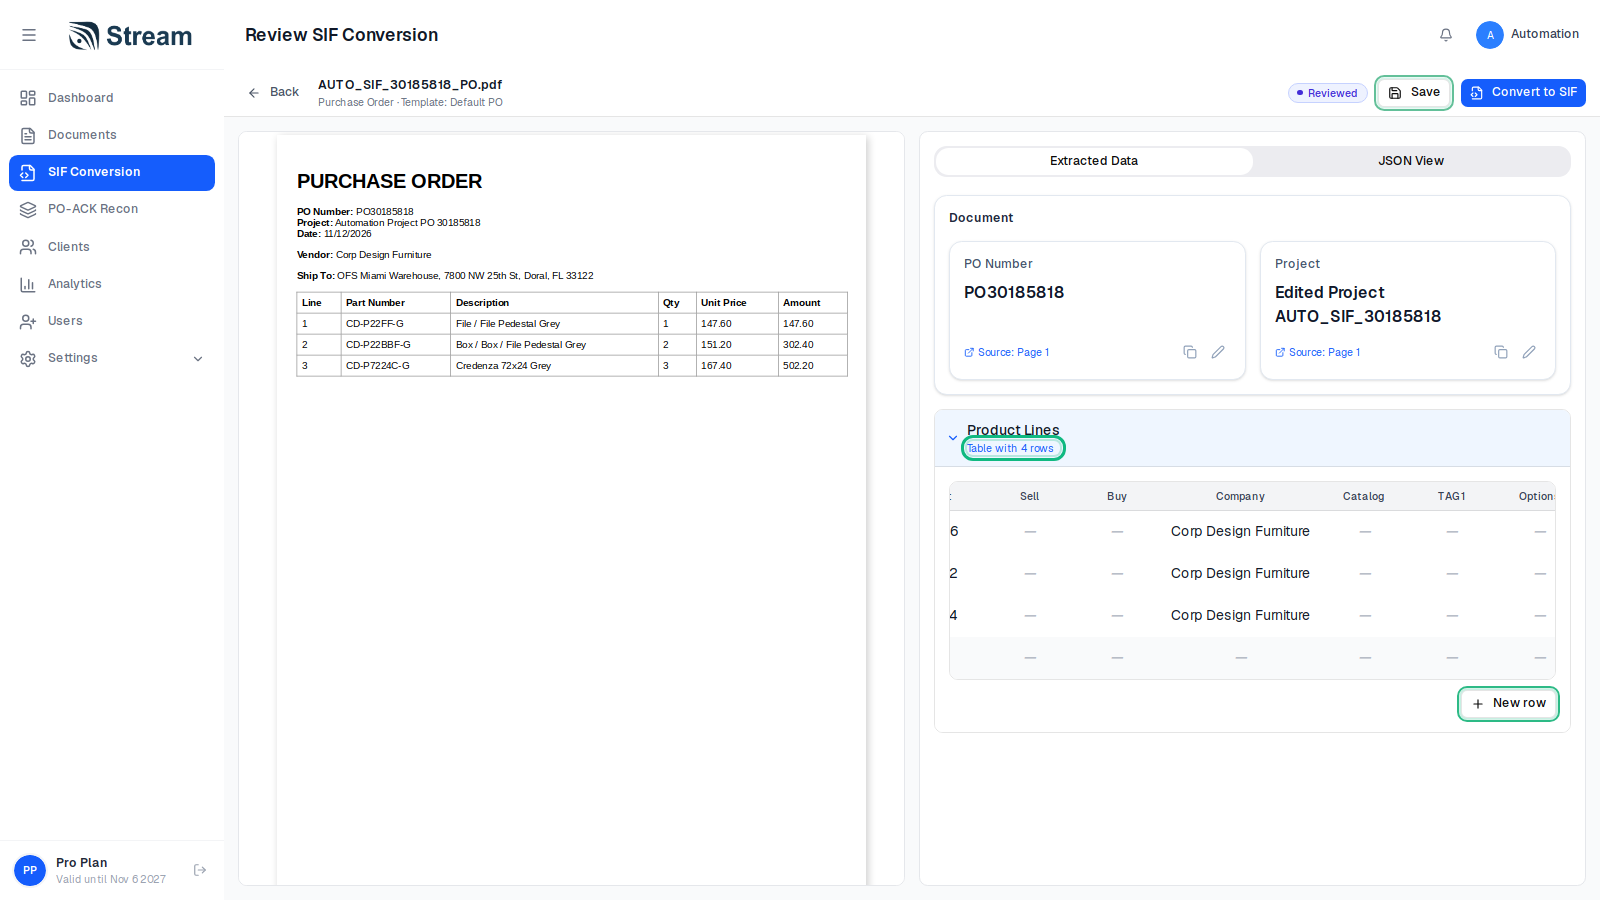 Stream
Review SIF Conversion
A
Automation
Dashboard
Documents
SIF Conversion
PO-ACK Recon
Clients
Analytics
Users
Settings
PP
Pro Plan
Valid until Nov 6 2027
Back
AUTO_SIF_30185818_PO.pdf
Purchase Order · Template: Default PO
Reviewed
Save
Convert to SIF
PURCHASE ORDER
PO Number: PO30185818
Project: Automation Project PO 30185818
Date: 11/12/2026
Vendor: Corp Design Furniture
Ship To: OFS Miami Warehouse, 7800 NW 25th St, Doral, FL 33122
Line Part Number Description Qty Unit Price Amount
1 CD-P22FF-G File / File Pedestal Grey 1 147.60 147.60
2 CD-P22BBF-G Box / Box / File Pedestal Grey 2 151.20 302.40
3 CD-P7224C-G Credenza 72x24 Grey 3 167.40 502.20
Extracted Data
JSON View
Document
PO Number
PO30185818
Source: Page 1
Project
Edited Project
AUTO_SIF_30185818
Source: Page 1
Product Lines
Table with 4 rows
Sell Buy Company Catalog TAG1 Option
6 — — Corp Design Furniture — — —
2 — — Corp Design Furniture — — —
4 — — Corp Design Furniture — — —
— — — — — —
New row